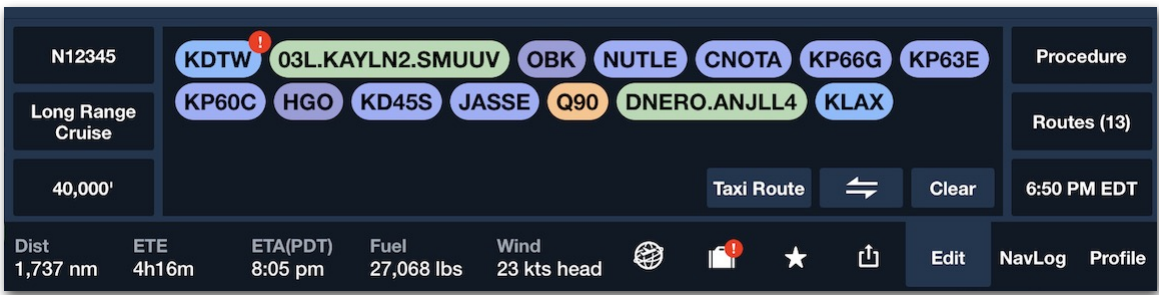 N12345
Long Range
Cruise
40,000'
KDTW ! 03L.KAYLN2.SMUUV OBK NUTLE CNOTA KP66G KP63E
KP60C HGO KD45S JASSE Q90 DNERO.ANJLL4 KLAX
Taxi Route Clear
Procedure
Routes (13)
6:50 PM EDT
Dist ETE ETA(PDT) Fuel Wind
1,737 nm 4h16m 8:05 pm 27,068 lbs 23 kts head
! Edit NavLog Profile